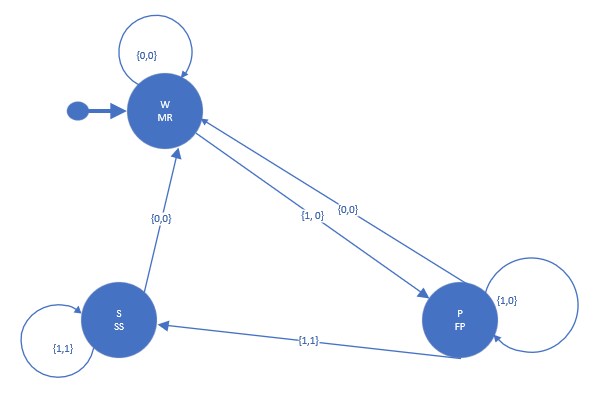 {0,0}
W
MR
{1, 0}
{0,0}
{0,0}
{1,0}
S
SS
P
FP
{1,1}
{1,1}